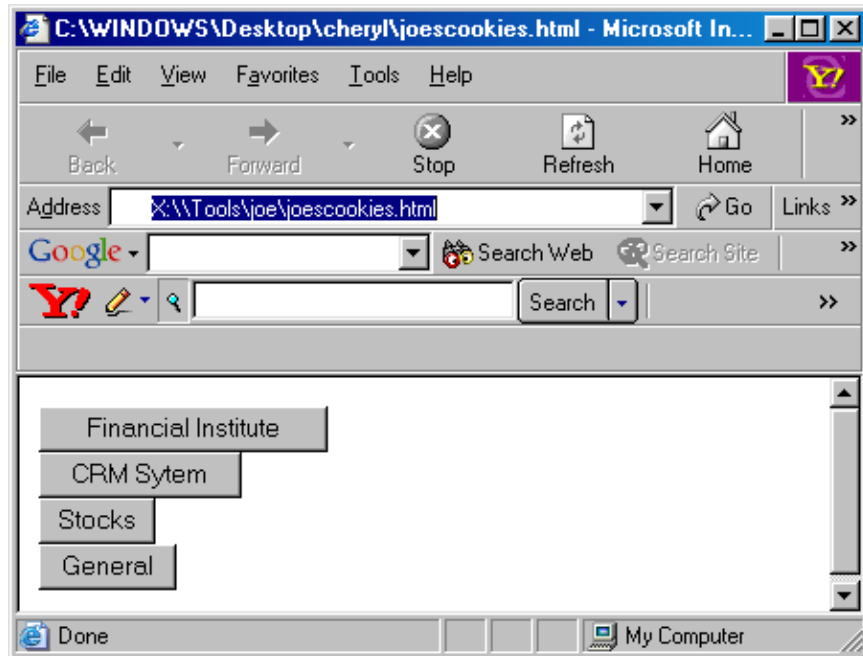 C:\WINDOWS\Desktop\cheryl\joescookies.html - Microsoft In...
File Edit View Favorites Tools Help
Y!
Back Forward Stop Refresh Home »
Address X:\\Tools\joe\joescookies.html Go Links »
Google Search Web Search Site »
Y! Search »
Financial Institute
CRM Sytem
Stocks
General
Done My Computer